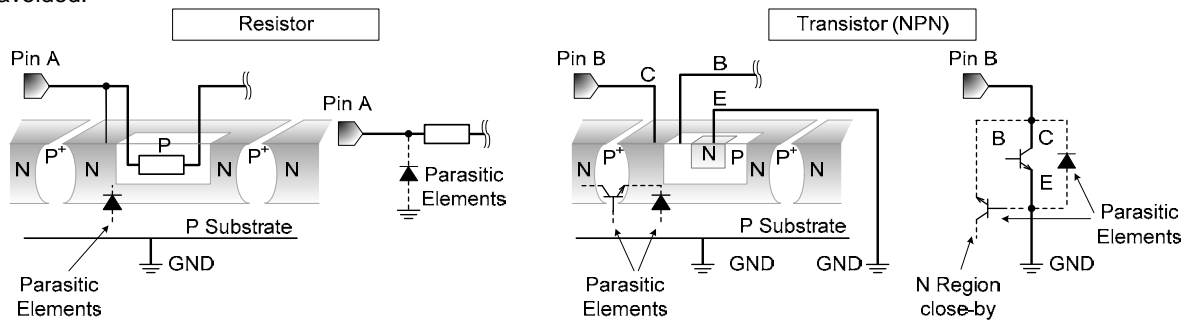 avoided.
Resistor
Transistor (NPN)
Pin A
Pin A
N
P+
N
P
P+
N
Parasitic
Elements
P Substrate
GND
Parasitic
Elements
Pin B
C
B
E
N
P+
N
N
P
P+
N
P Substrate
GND
GND
Parasitic
Elements
Pin B
B
C
E
Parasitic
Elements
GND
N Region
close-by